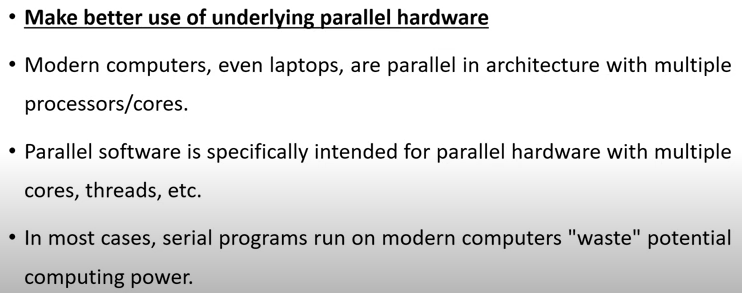 • Make better use of underlying parallel hardware
• Modern computers, even laptops, are parallel in architecture with multiple
processors/cores.
• Parallel software is specifically intended for parallel hardware with multiple
cores, threads, etc.
• In most cases, serial programs run on modern computers "waste" potential
computing power.